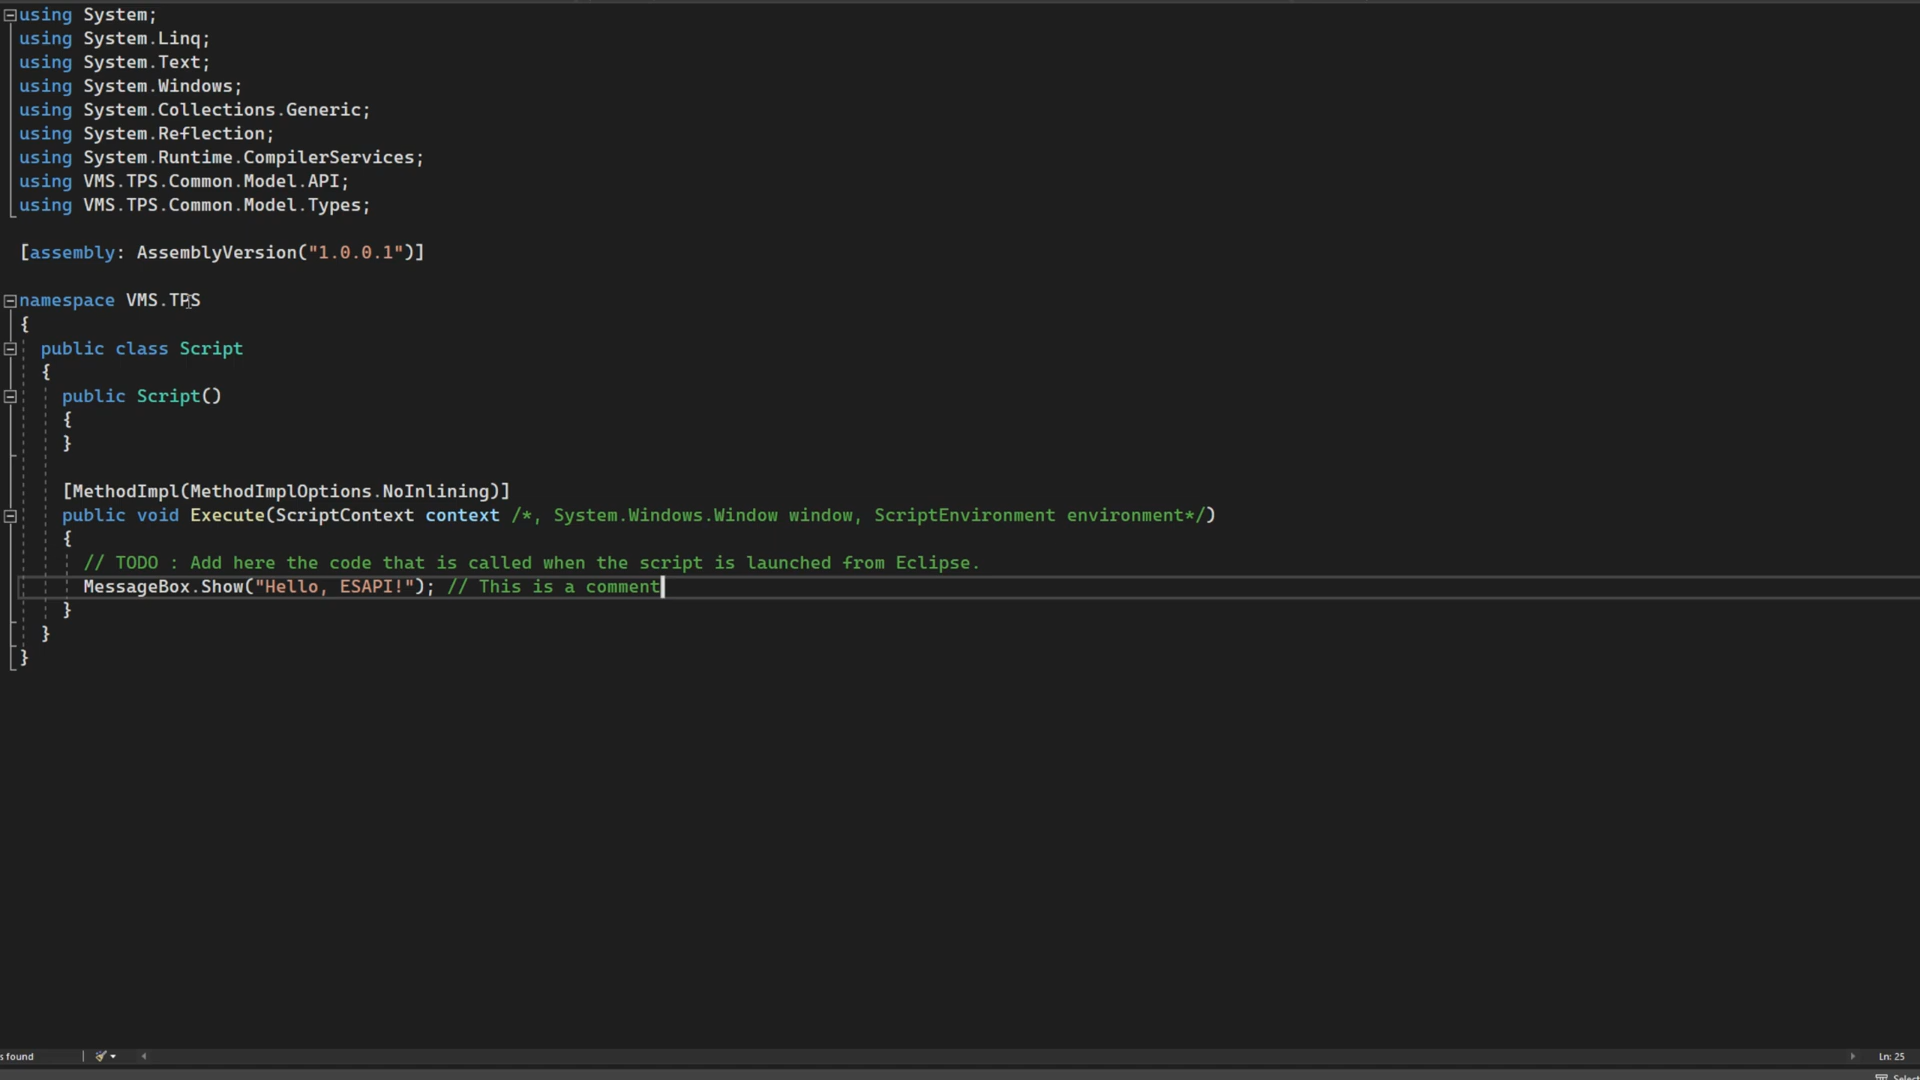 using System;
using System.Linq;
using System.Text;
using System.Windows;
using System.Collections.Generic;
using System.Reflection;
using System.Runtime.CompilerServices;
using VMS.TPS.Common.Model.API;
using VMS.TPS.Common.Model.Types;
[assembly: AssemblyVersion("1.0.0.1")]
namespace VMS.TPS
{
public class Script
{
public Script()
{
}
[MethodImpl(MethodImplOptions.NoInlining)]
public void Execute(ScriptContext context /*, System.Windows.Window window, ScriptEnvironment environment*/)
{
// TODO : Add here the code that is called when the script is launched from Eclipse.
MessageBox.Show("Hello, ESAPI!"); // This is a comment
}
}
}
s found
Ln: 25